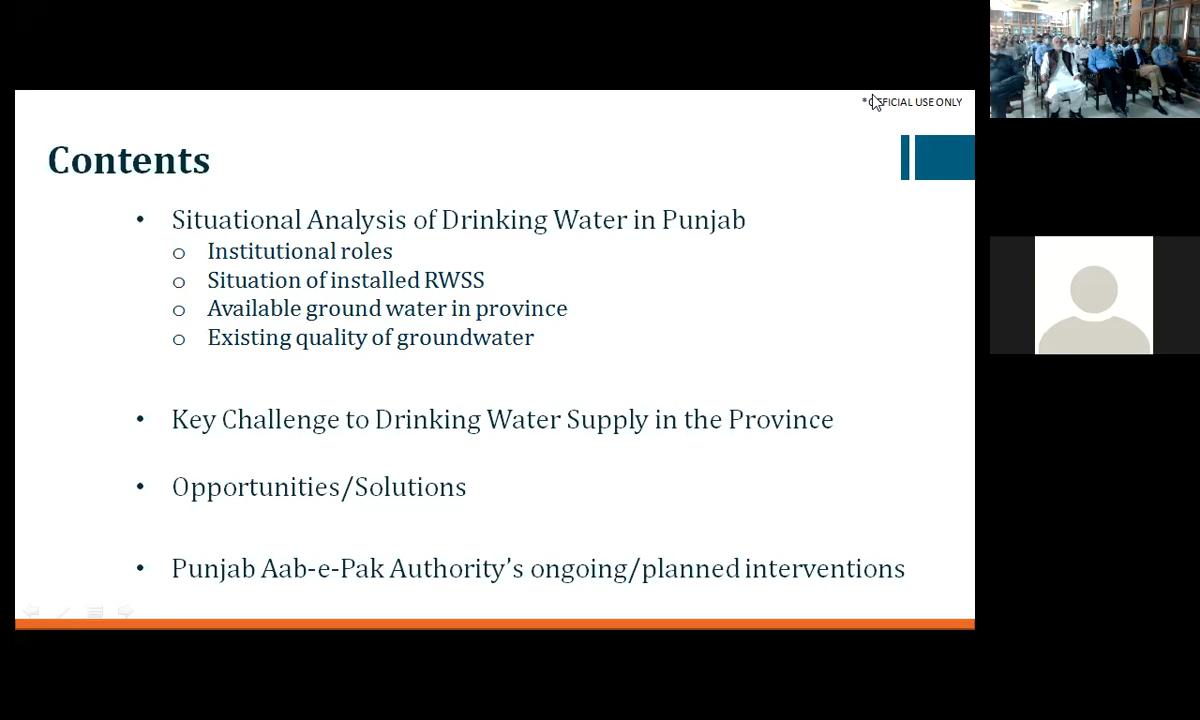 *OFFICIAL USE ONLY
Contents
• Situational Analysis of Drinking Water in Punjab
o Institutional roles
o Situation of installed RWSS
o Available ground water in province
o Existing quality of groundwater
• Key Challenge to Drinking Water Supply in the Province
• Opportunities/Solutions
• Punjab Aab-e-Pak Authority’s ongoing/planned interventions